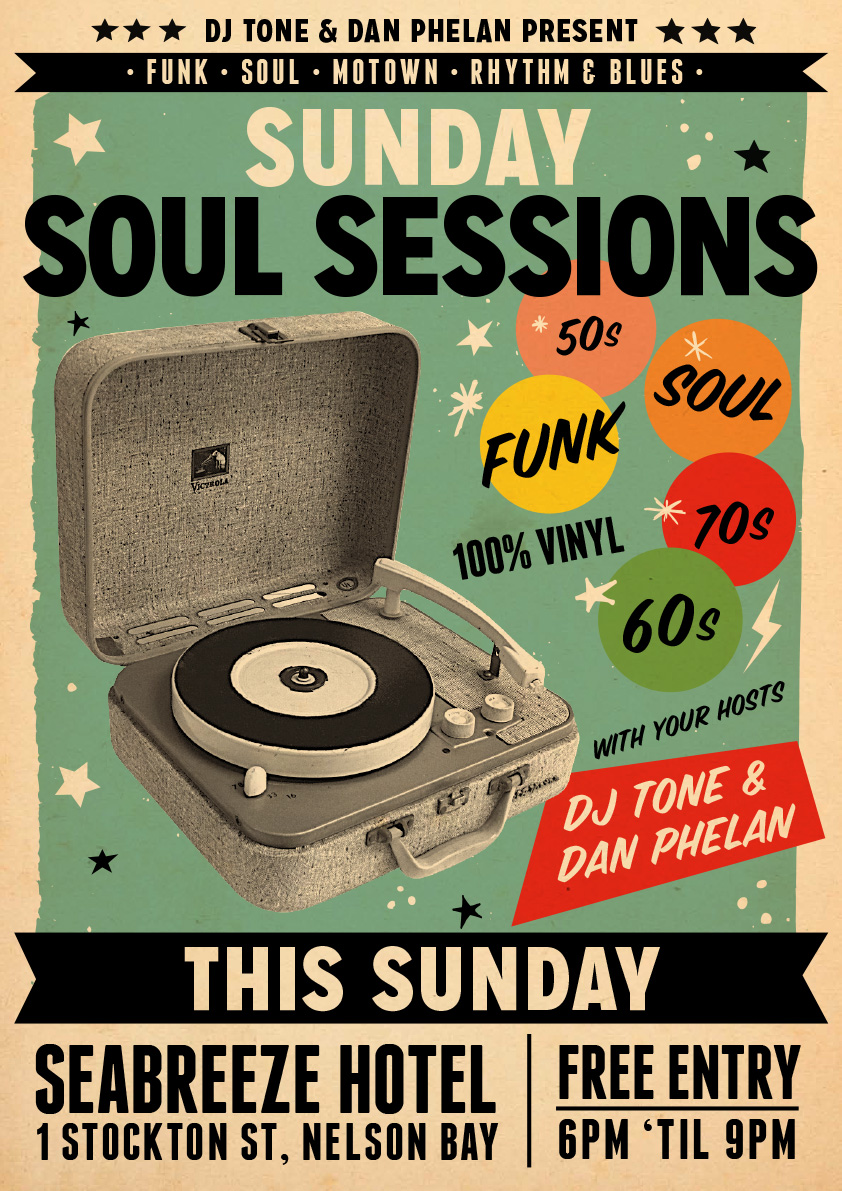 DJ TONE & DAN PHELAN PRESENT
· FUNK · SOUL · MOTOWN · RHYTHM & BLUES ·
SUNDAY
SOUL SESSIONS
50s
SOUL
FUNK
70s
100% VINYL
60s
VICTROLA
WITH YOUR HOSTS
DJ TONE &
DAN PHELAN
THIS SUNDAY
SEABREEZE HOTEL
1 STOCKTON ST, NELSON BAY
FREE ENTRY
6PM ‘TIL 9PM